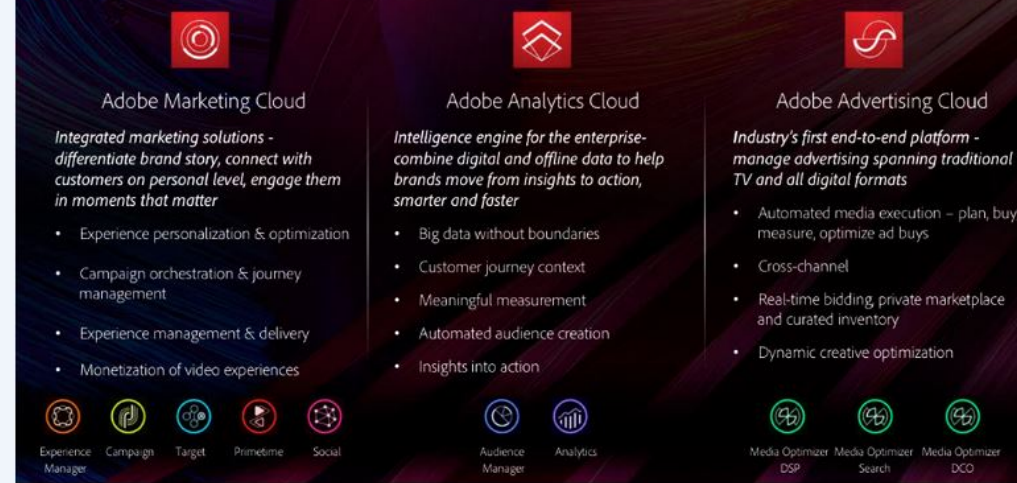 Adobe Marketing Cloud
Integrated marketing solutions -
differentiate brand story, connect with
customers on personal level, engage them
in moments that matter
• Experience personalization & optimization
• Campaign orchestration & journey
management
• Experience management & delivery
• Monetization of video experiences
Experience
Manager
Campaign
Target
Primetime
Social
Adobe Analytics Cloud
Intelligence engine for the enterprise-
combine digital and offline data to help
brands move from insights to action,
smarter and faster
• Big data without boundaries
• Customer journey context
• Meaningful measurement
• Automated audience creation
• Insights into action
Audience
Manager
Analytics
Adobe Advertising Cloud
Industry's first end-to-end platform -
manage advertising spanning traditional
TV and all digital formats
• Automated media execution – plan, buy
measure, optimize ad buys
• Cross-channel
• Real-time bidding, private marketplace
and curated inventory
• Dynamic creative optimization
Media Optimizer
DSP
Media Optimizer
Search
Media Optimizer
DCO